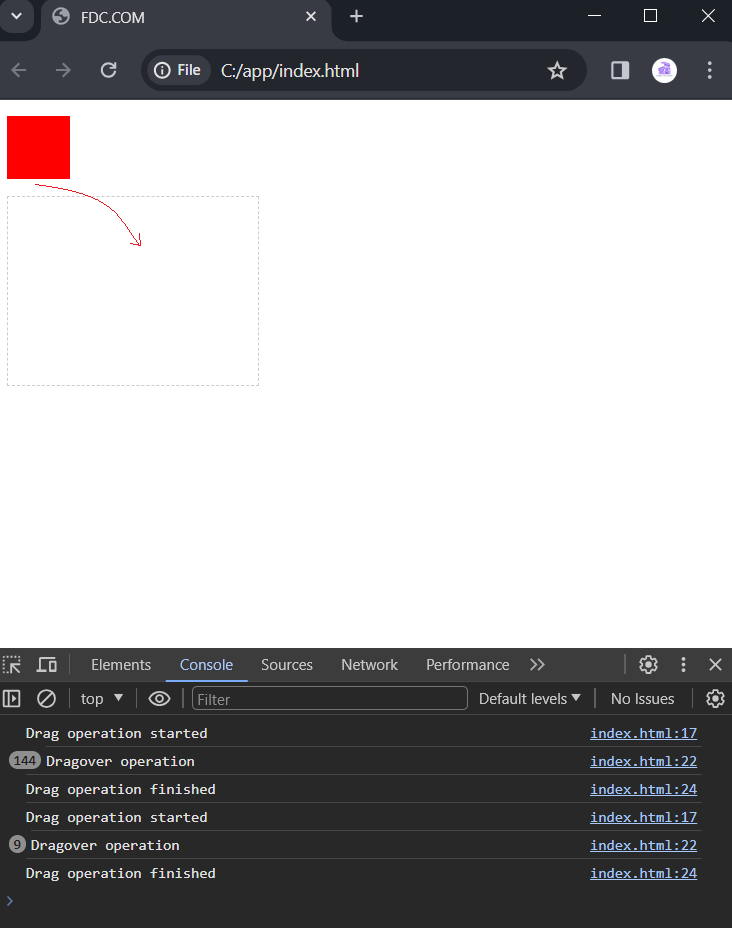 FDC.COM
File C:/app/index.html
Elements Console Sources Network Performance
top Filter Default levels No Issues
Drag operation started index.html:17
144 Dragover operation index.html:22
Drag operation finished index.html:24
Drag operation started index.html:17
9 Dragover operation index.html:22
Drag operation finished index.html:24